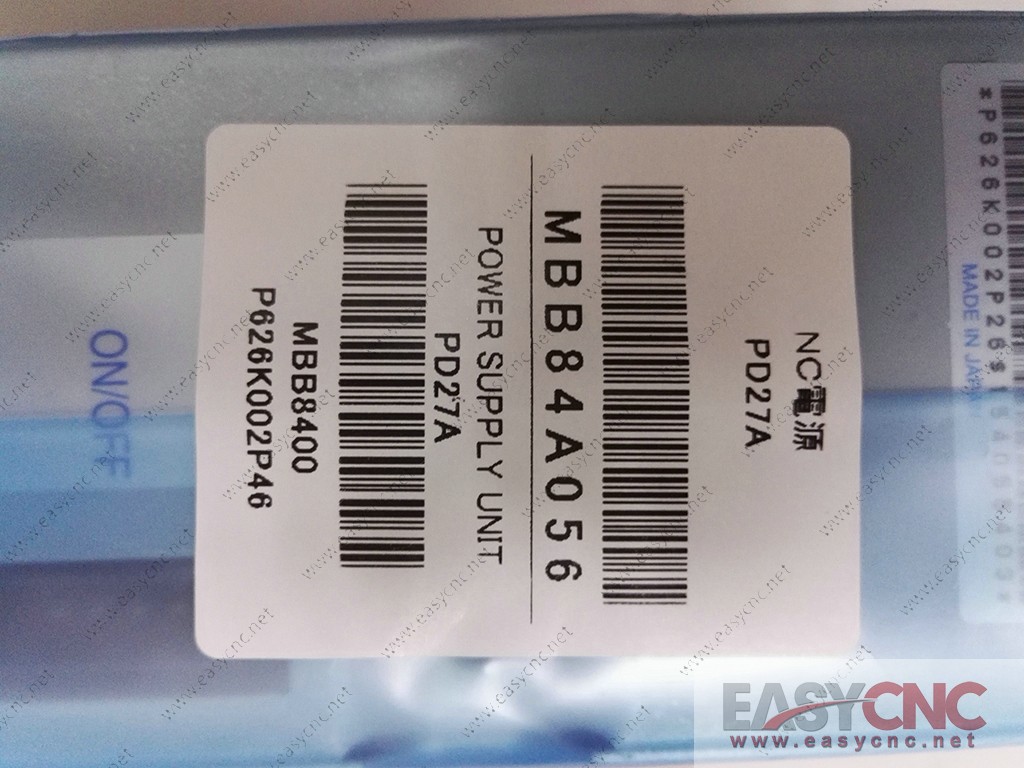 NC電源
PD27A
MBB84A056
POWER SUPPLY UNIT
PD27A
MBB8400
P626K002P46
ON/OFF
MADE IN JAPAN
EASYCNC
www.easycnc.net